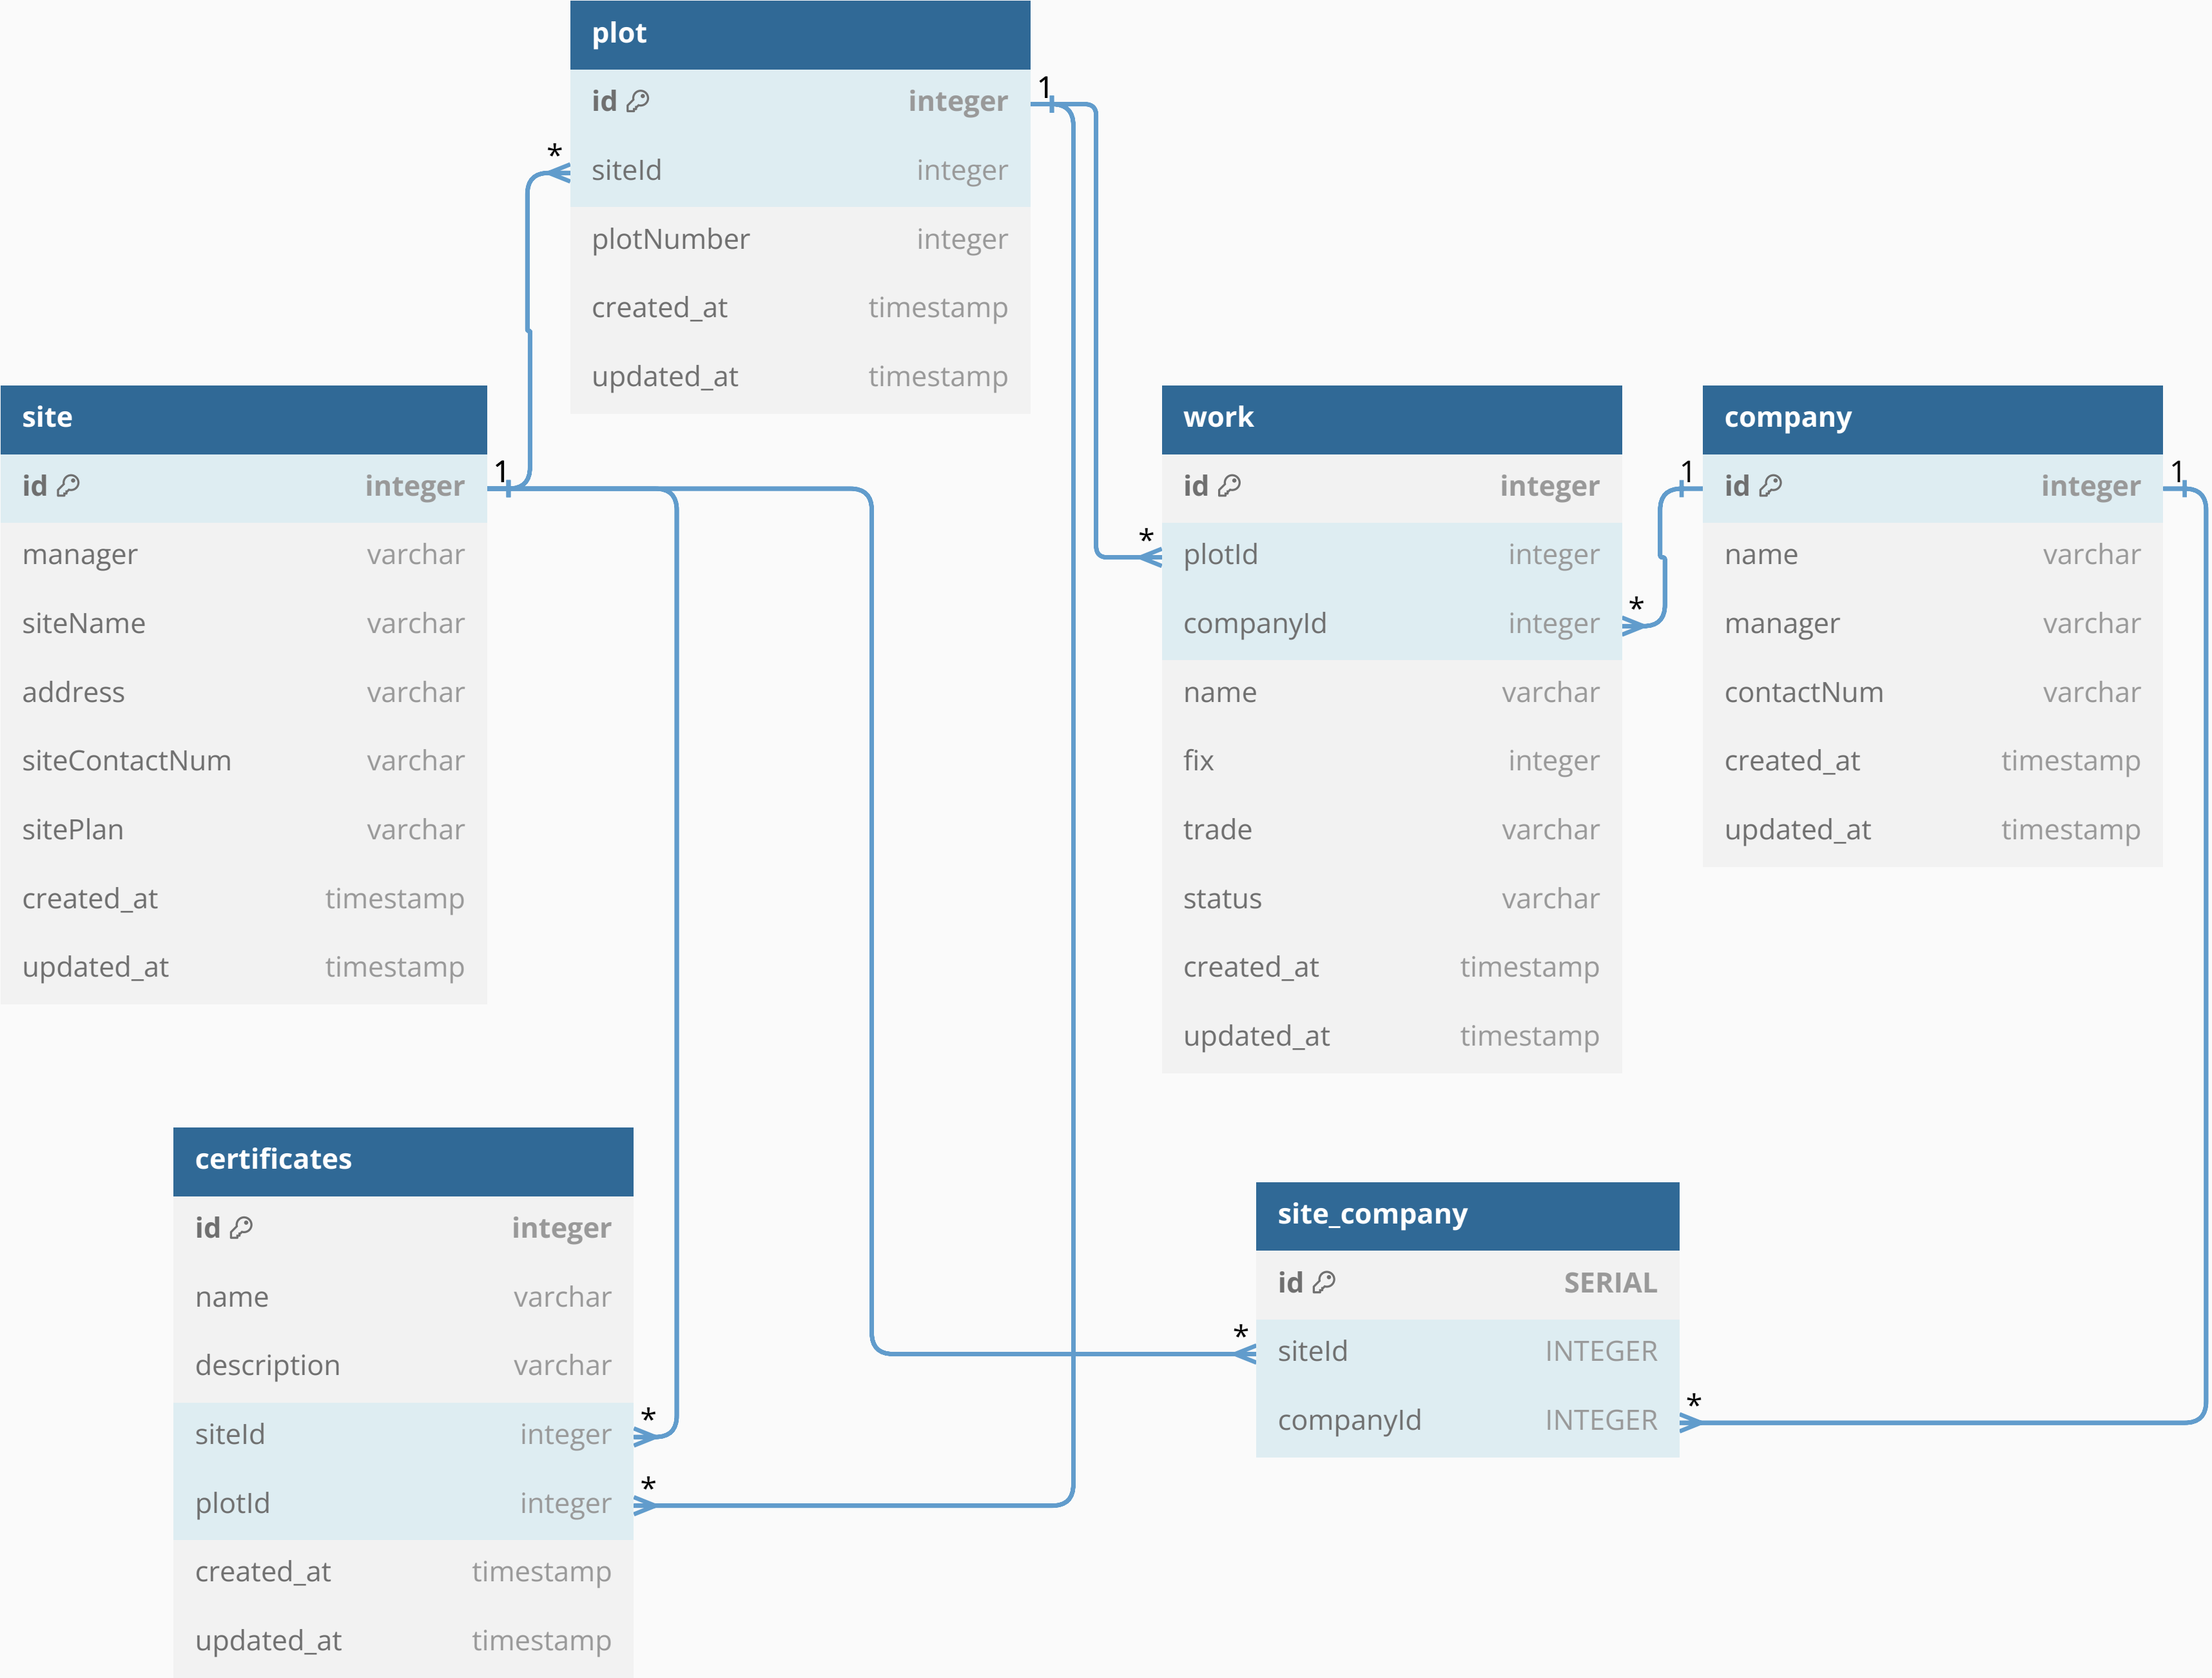 plot
id integer
siteId integer
plotNumber integer
created_at timestamp
updated_at timestamp
1
*
site
id integer
manager varchar
siteName varchar
address varchar
siteContactNum varchar
sitePlan varchar
created_at timestamp
updated_at timestamp
1
work
id integer
plotId integer
companyId integer
name varchar
fix integer
trade varchar
status varchar
created_at timestamp
updated_at timestamp
*
*
company
id integer
name varchar
manager varchar
contactNum varchar
created_at timestamp
updated_at timestamp
1
1
certificates
id integer
name varchar
description varchar
siteId integer
plotId integer
created_at timestamp
updated_at timestamp
*
*
site_company
id SERIAL
siteId INTEGER
companyId INTEGER
*
*